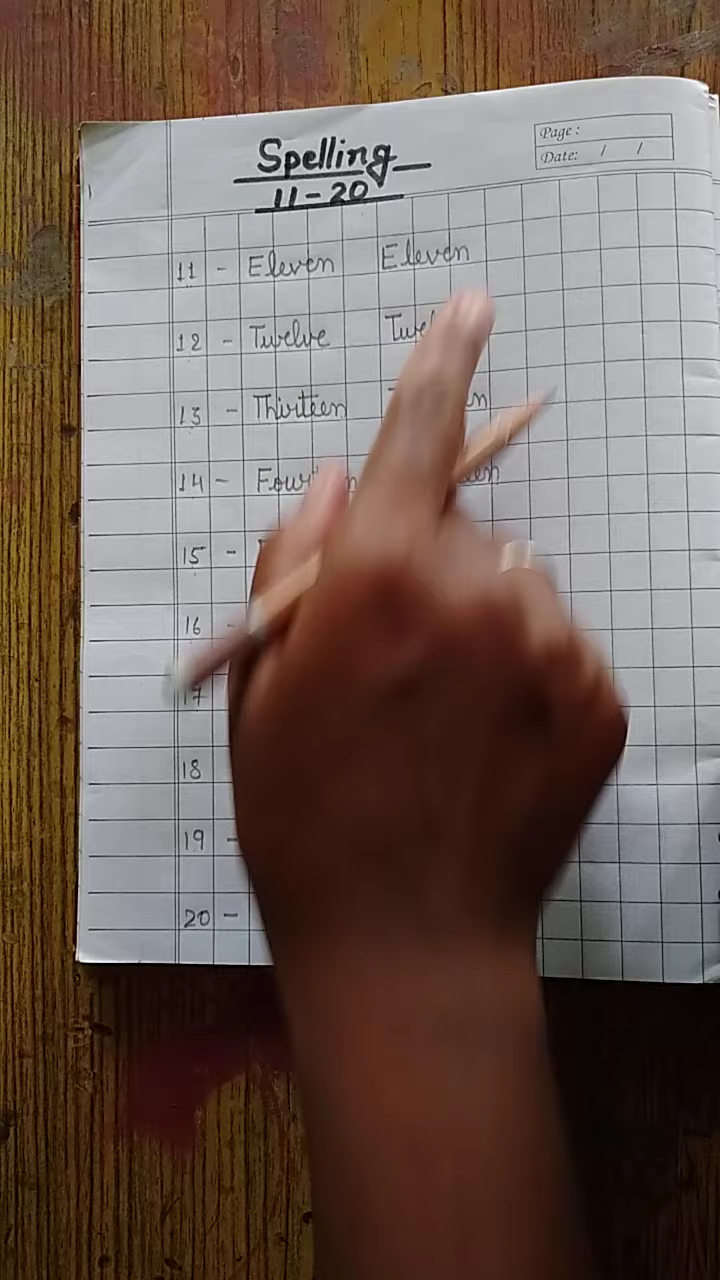 Spelling
11-20
Page :
Date: / /
11 - Eleven Eleven
12 - Twelve
13 - Thirteen
14 -
15 -
16 -
17
18
19 -
20 -